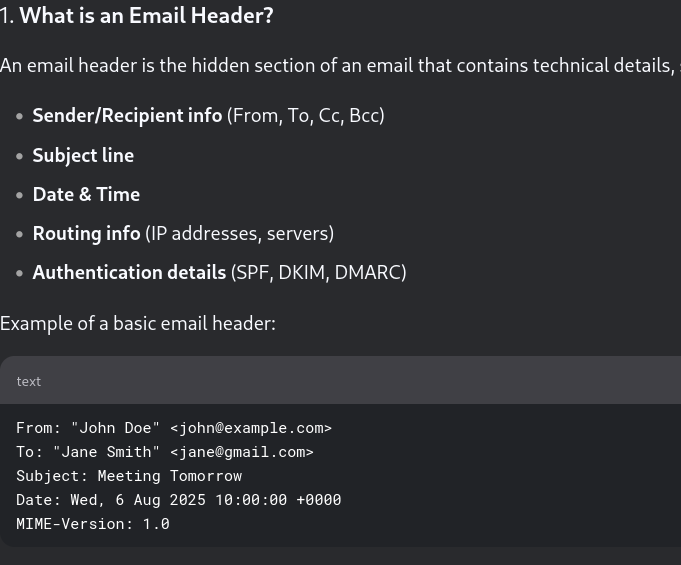 1. What is an Email Header?
An email header is the hidden section of an email that contains technical details,
• Sender/Recipient info (From, To, Cc, Bcc)
• Subject line
• Date & Time
• Routing info (IP addresses, servers)
• Authentication details (SPF, DKIM, DMARC)
Example of a basic email header:
text
From: "John Doe" <john@example.com>
To: "Jane Smith" <jane@gmail.com>
Subject: Meeting Tomorrow
Date: Wed, 6 Aug 2025 10:00:00 +0000
MIME-Version: 1.0